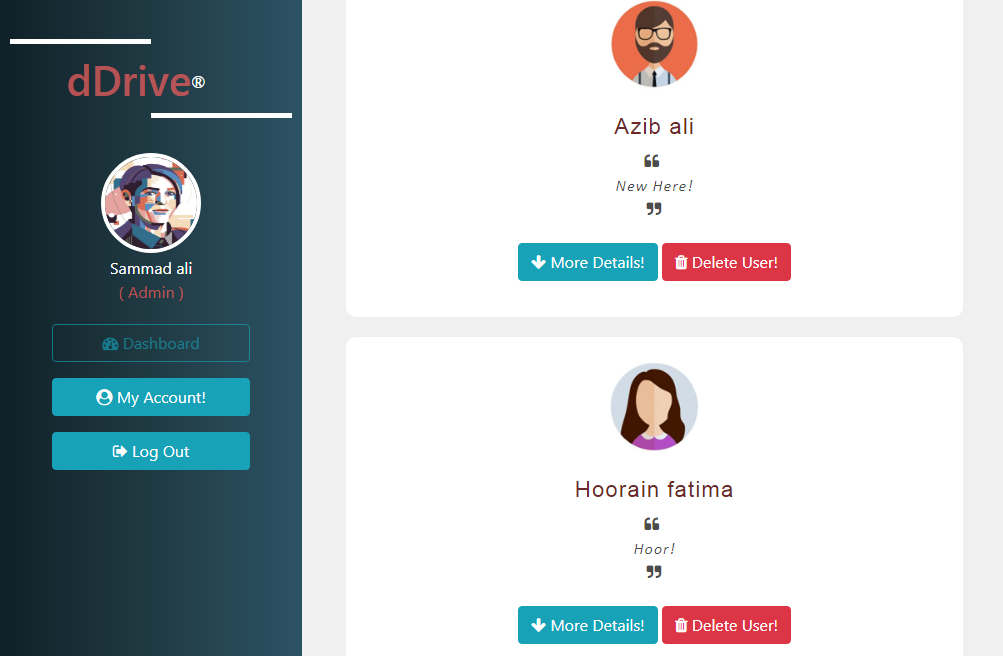 dDrive®
Sammad ali
( Admin )
Dashboard
My Account!
Log Out
Azib ali
❝
New Here!
❞
More Details! Delete User!
Hoorain fatima
❝
Hoor!
❞
More Details! Delete User!